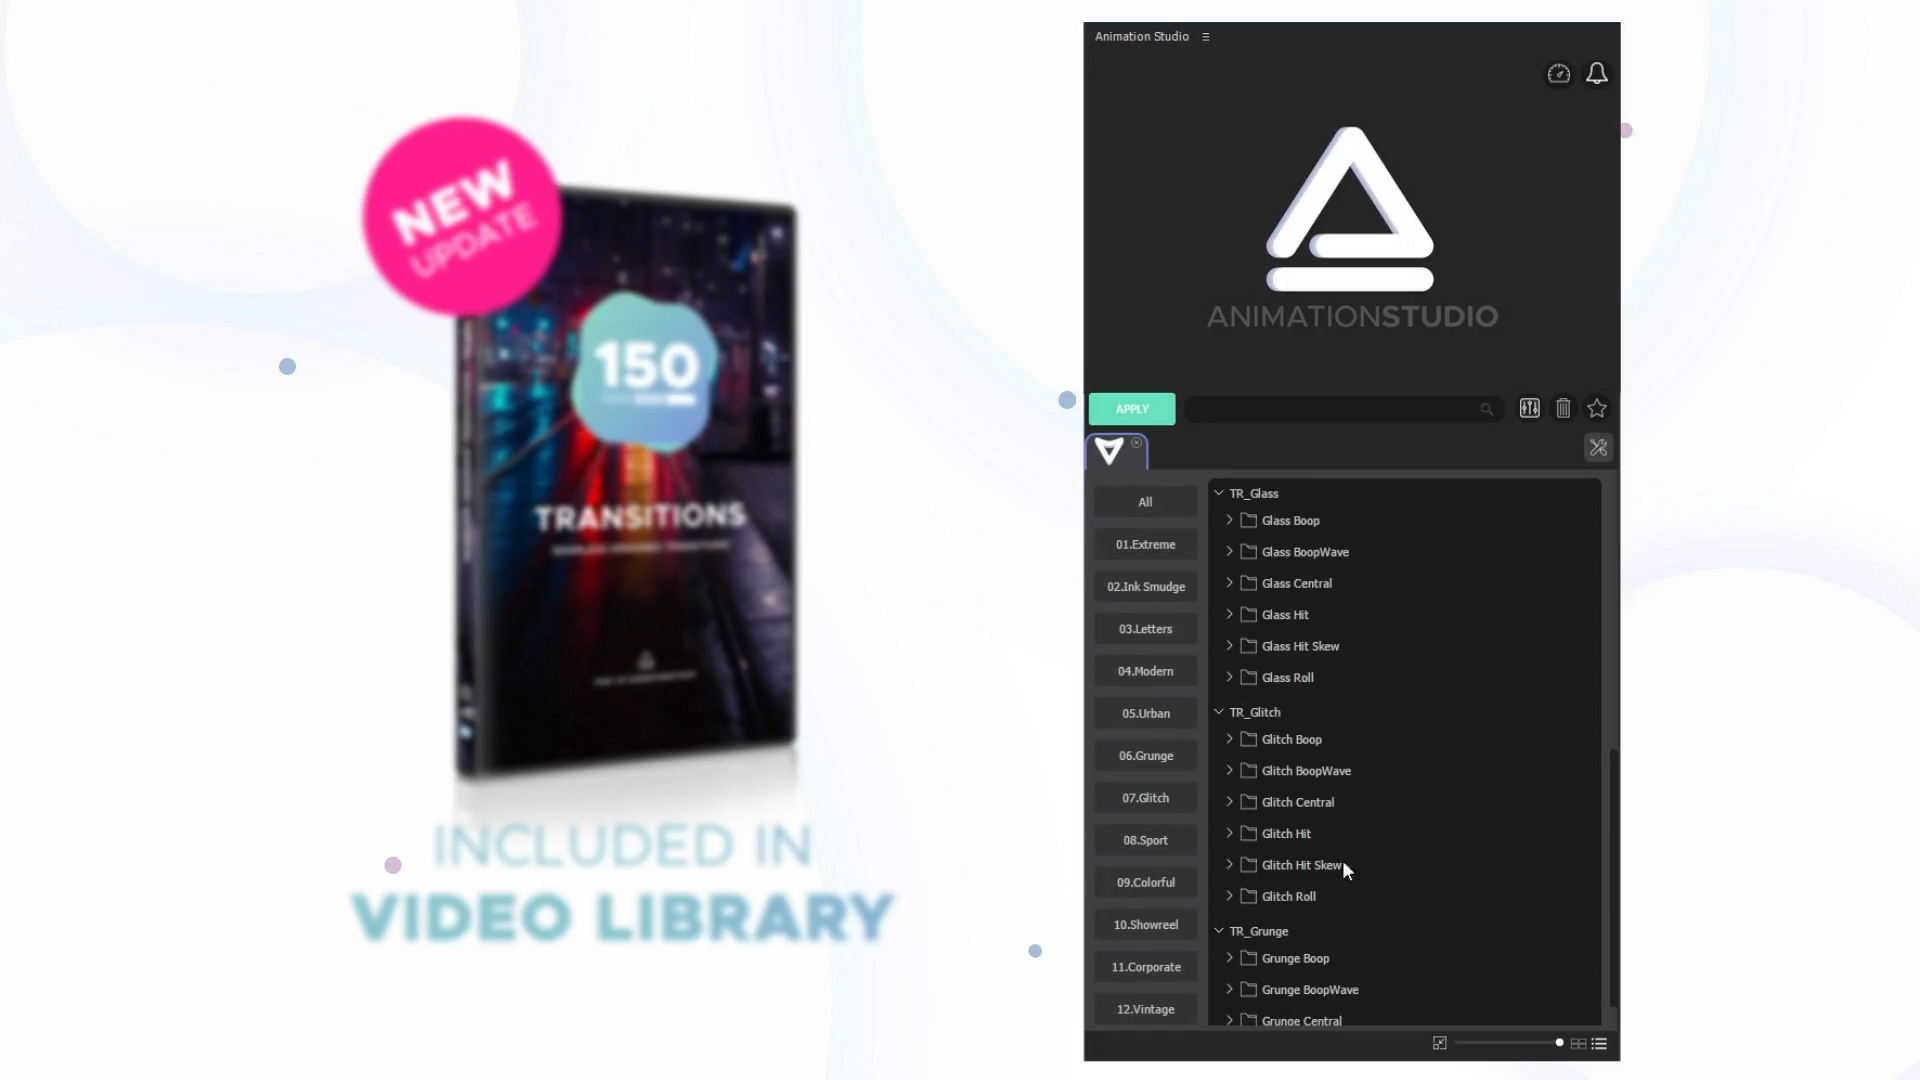 NEW
UPDATE
150
TRANSITIONS
INCLUDED IN
VIDEO LIBRARY
Animation Studio
ANIMATIONSTUDIO
APPLY
All
01.Extreme
02.Ink Smudge
03.Letters
04.Modern
05.Urban
06.Grunge
07.Glitch
08.Sport
09.Colorful
10.Showreel
11.Corporate
12.Vintage
TR_Glass
Glass Boop
Glass BoopWave
Glass Central
Glass Hit
Glass Hit Skew
Glass Roll
TR_Glitch
Glitch Boop
Glitch BoopWave
Glitch Central
Glitch Hit
Glitch Hit Skew
Glitch Roll
TR_Grunge
Grunge Boop
Grunge BoopWave
Grunge Central